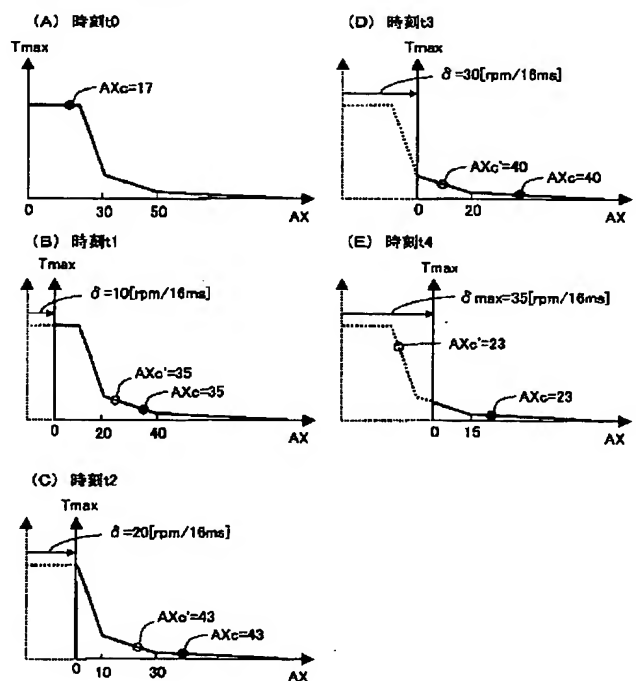 (A) 時刻t0
Tmax
AXc=17
0 30 50 AX
(B) 時刻t1
Tmax
δ=10[rpm/16ms]
AXc'=35
AXc=35
0 20 40 AX
(C) 時刻t2
Tmax
δ=20[rpm/16ms]
AXc'=43
AXc=43
0 10 30 AX
(D) 時刻t3
Tmax
δ=30[rpm/16ms]
AXc'=40
AXc=40
0 20 AX
(E) 時刻t4
Tmax
δmax=35[rpm/16ms]
AXc'=23
AXc=23
0 15 AX